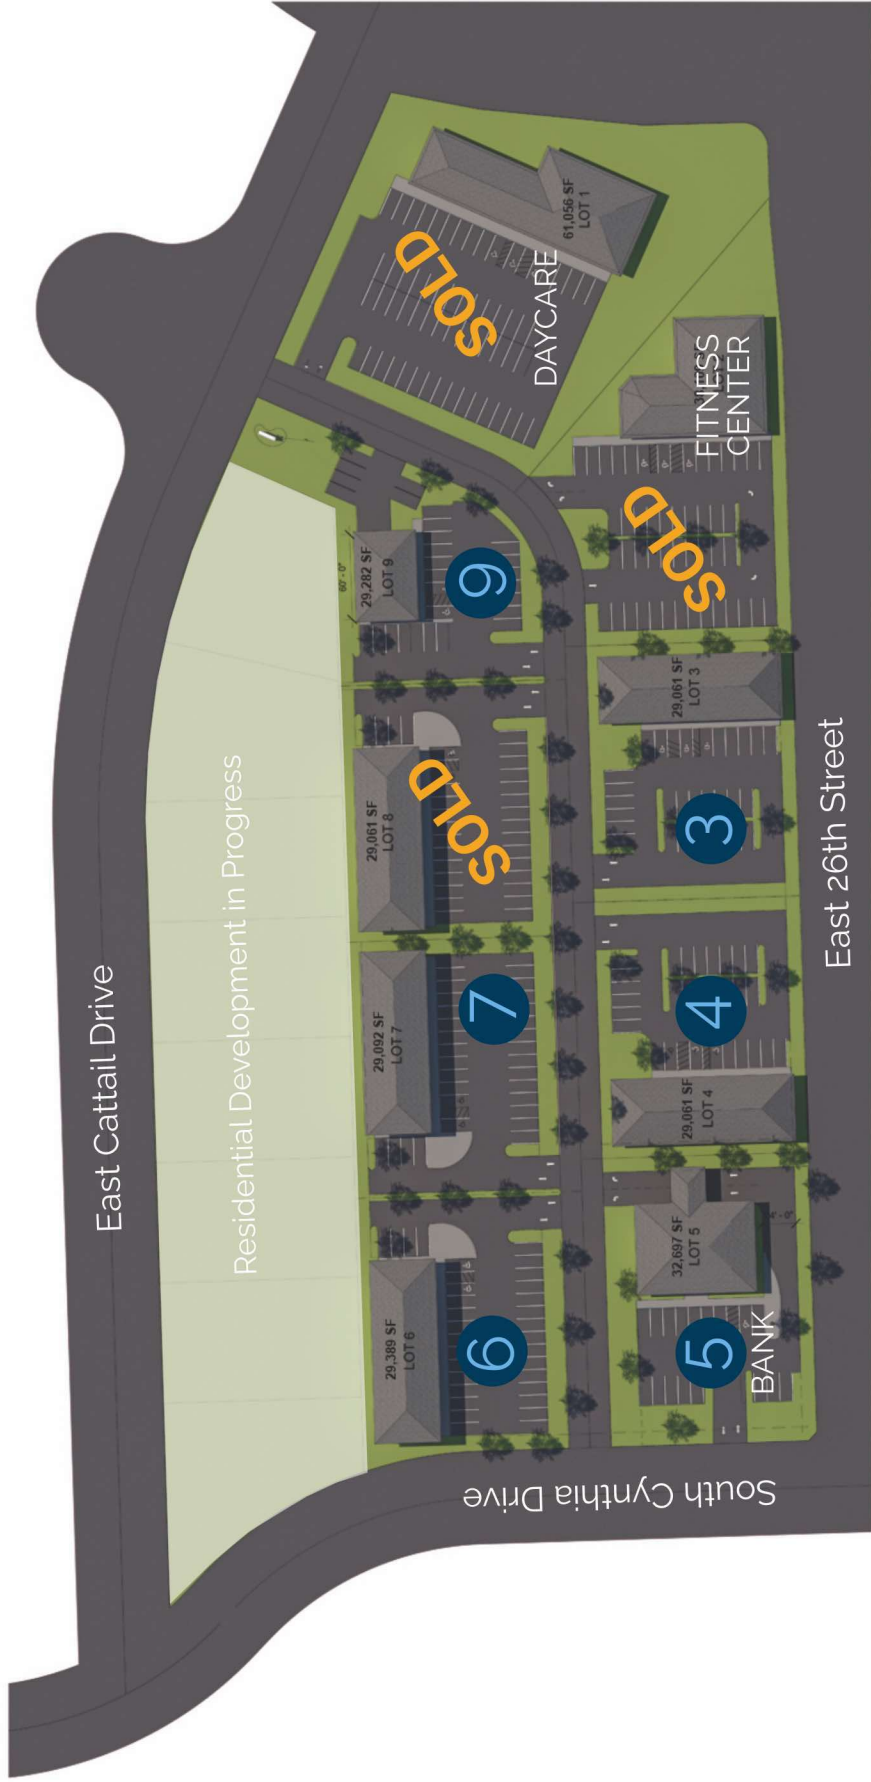 East Cattail Drive
Residential Development in Progress
29,389 SF
LOT 6
29,092 SF
LOT 7
29,061 SF
LOT 8
60' - 0"
29,282 SF
LOT 9
6
7
SOLD
9
SOLD
DAYCARE
61,056 SF
LOT 1
South Cynthia Drive
32,697 SF
LOT 5
29,061 SF
LOT 4
29,061 SF
LOT 3
5
BANK
4
3
SOLD
FITNESS
CENTER
East 26th Street